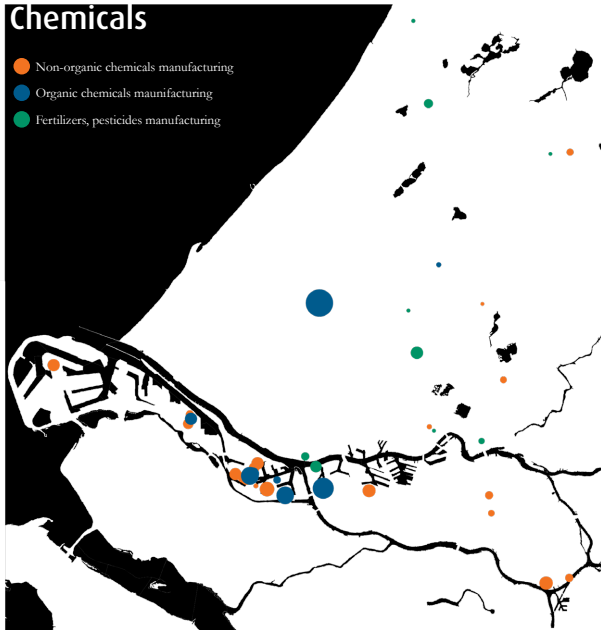 Chemicals
Non-organic chemicals manufacturing
Organic chemicals maunifacturing
Fertilizers, pesticides manufacturing